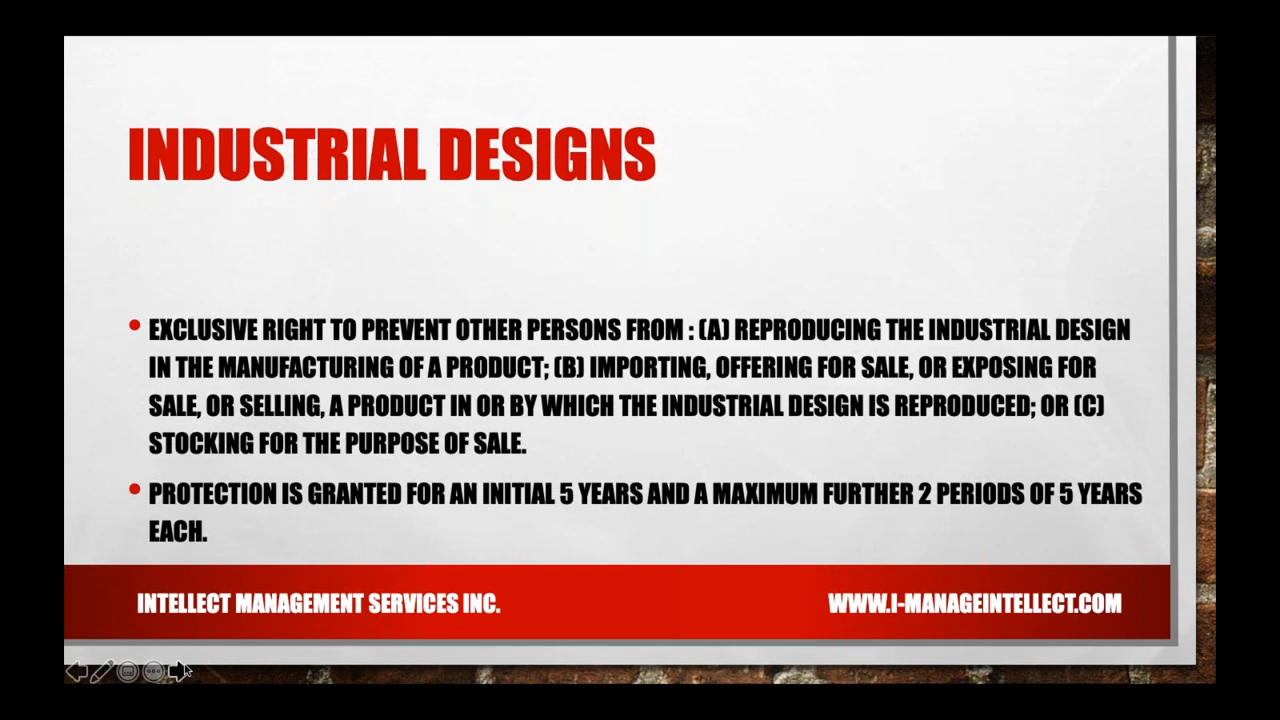 INDUSTRIAL DESIGNS
• EXCLUSIVE RIGHT TO PREVENT OTHER PERSONS FROM : (A) REPRODUCING THE INDUSTRIAL DESIGN
IN THE MANUFACTURING OF A PRODUCT; (B) IMPORTING, OFFERING FOR SALE, OR EXPOSING FOR
SALE, OR SELLING, A PRODUCT IN OR BY WHICH THE INDUSTRIAL DESIGN IS REPRODUCED; OR (C)
STOCKING FOR THE PURPOSE OF SALE.
• PROTECTION IS GRANTED FOR AN INITIAL 5 YEARS AND A MAXIMUM FURTHER 2 PERIODS OF 5 YEARS
EACH.
INTELLECT MANAGEMENT SERVICES INC.
WWW.I-MANAGEINTELLECT.COM